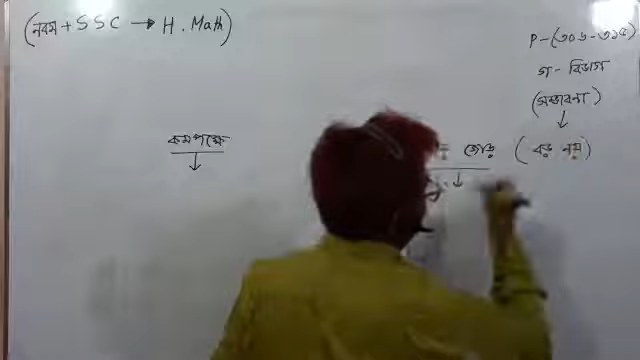 (নবম + SSC → H. Math)
P - (৩০৬ - ৩১৫)
গ - বিভাগ
(সম্ভাবনা)
↓
কমপক্ষে
↓
জোড় (বড় নয়)
↓